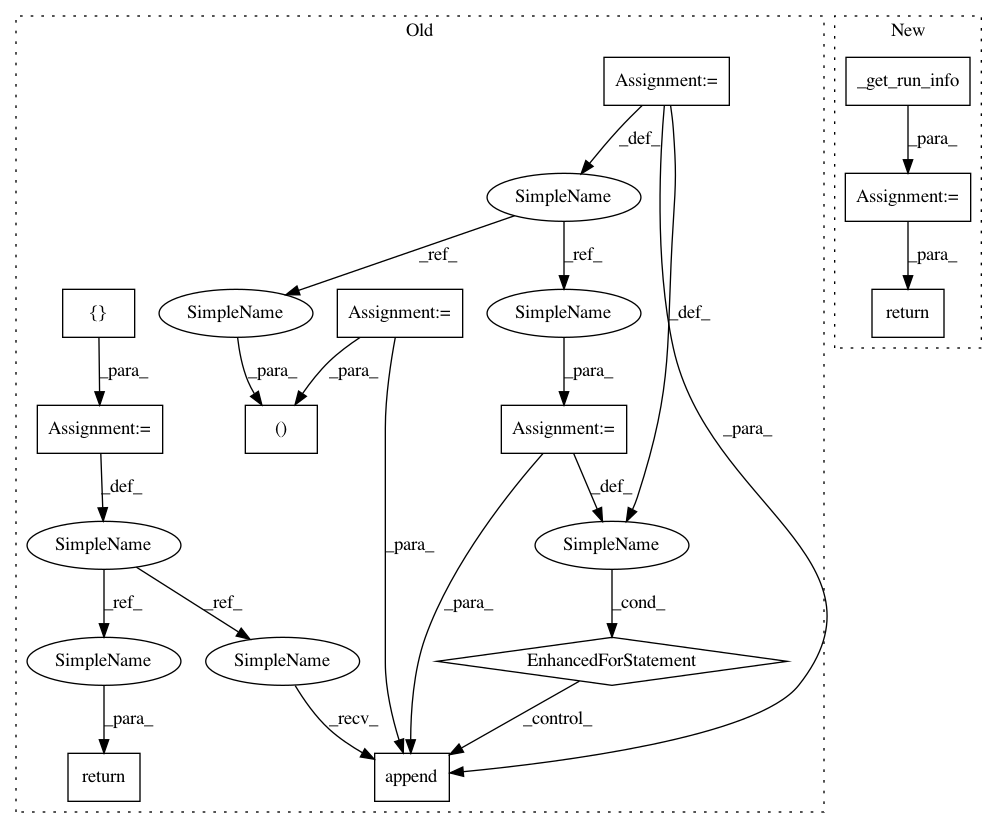 Old
New
Assignment:=
_get_run_info
_def_
_para_
SimpleName
Assignment:=
_ref_
_ref_
_para_
{}
SimpleName
Assignment:=
SimpleName
_def_
return
_para_
_para_
_para_
_para_
Assignment:=
()
Assignment:=
_para_
_def_
_def_
SimpleName
_para_
SimpleName
_ref_
_ref_
_para_
_cond_
SimpleName
SimpleName
EnhancedForStatement
_para_
_recv_
_control_
return
append